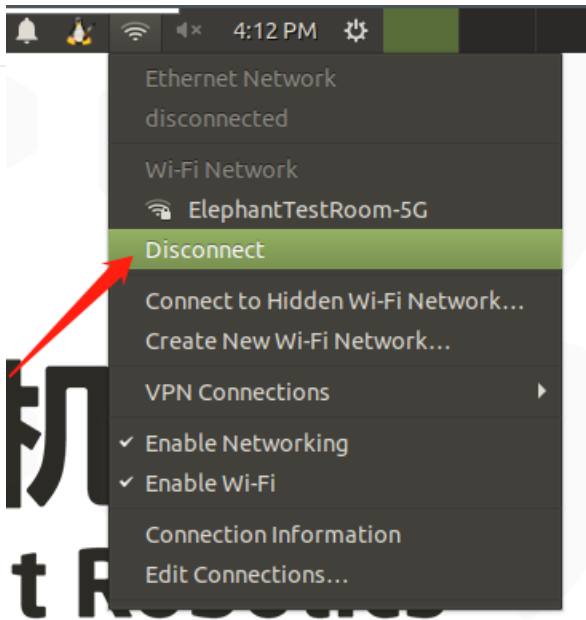 4:12 PM
Ethernet Network
disconnected
Wi-Fi Network
ElephantTestRoom-5G
Disconnect
Connect to Hidden Wi-Fi Network...
Create New Wi-Fi Network...
VPN Connections
Enable Networking
Enable Wi-Fi
Connection Information
Edit Connections...
机
t Robotics